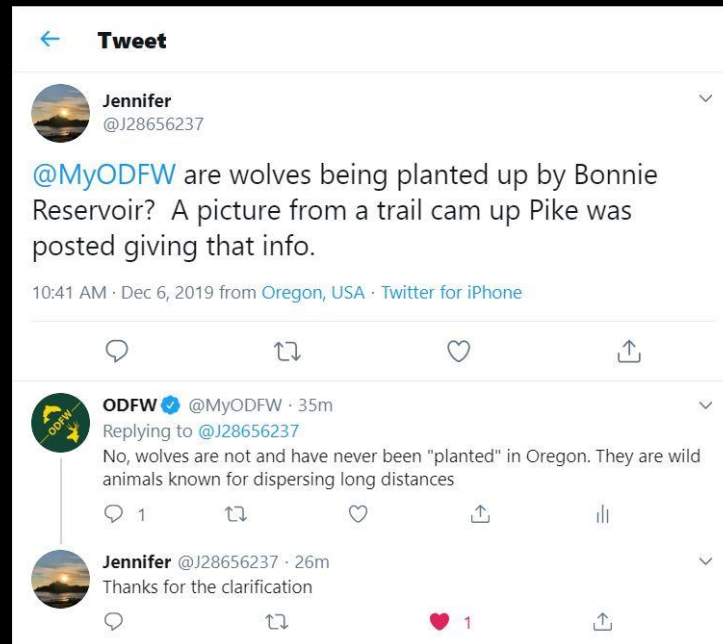 Tweet
Jennifer
@J28656237
@MyODFW are wolves being planted up by Bonnie
Reservoir? A picture from a trail cam up Pike was
posted giving that info.
10:41 AM · Dec 6, 2019 from Oregon, USA · Twitter for iPhone
ODFW
ODFW @MyODFW · 35m
Replying to @J28656237
No, wolves are not and have never been "planted" in Oregon. They are wild
animals known for dispersing long distances
1
Jennifer @J28656237 · 26m
Thanks for the clarification
1